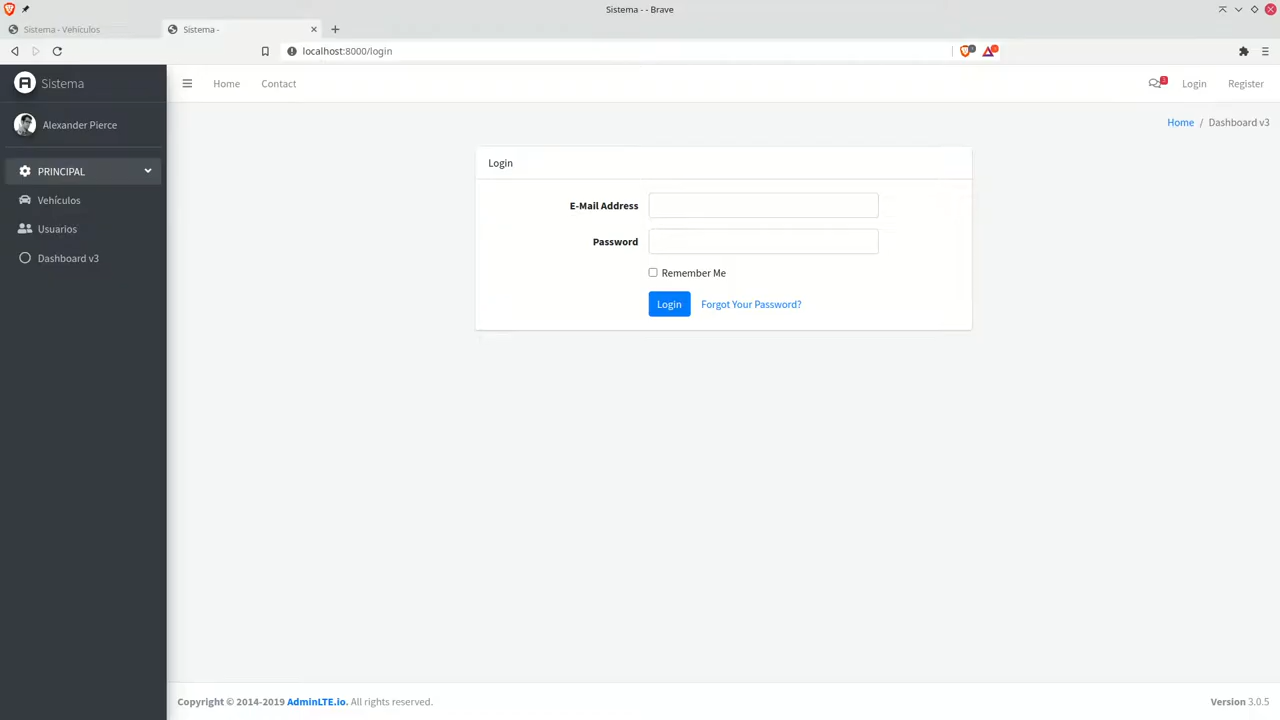 Sistema - - Brave
Sistema - Vehículos
Sistema -
localhost:8000/login
Sistema
Home
Contact
3
Login
Register
Alexander Pierce
Home / Dashboard v3
PRINCIPAL
Vehículos
Usuarios
Dashboard v3
Login
E-Mail Address
Password
Remember Me
Login
Forgot Your Password?
Copyright © 2014-2019 AdminLTE.io. All rights reserved.
Version 3.0.5